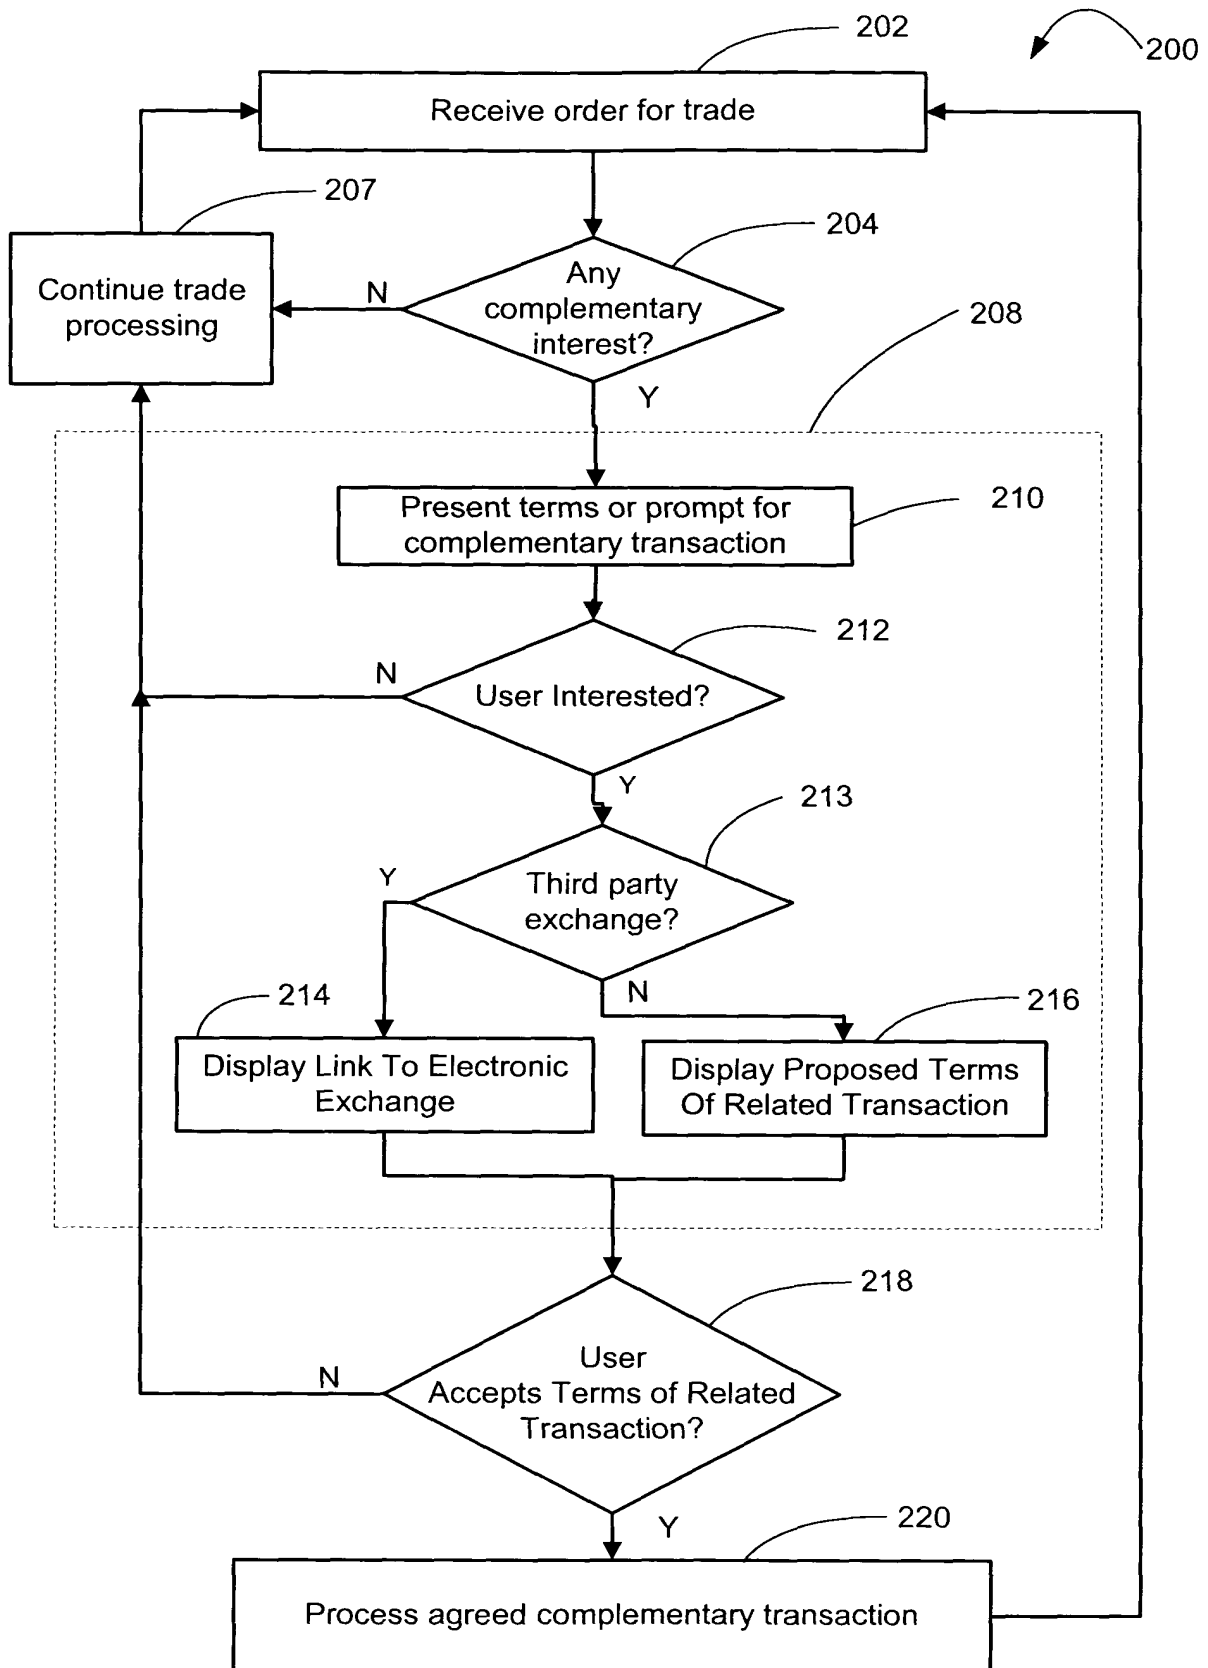 202
200
Receive order for trade
207
204
Continue trade
processing
N
Any
complementary
interest?
208
Y
Present terms or prompt for
complementary transaction
210
212
N
User Interested?
Y
213
Y
Third party
exchange?
214
N
216
Display Link To Electronic
Exchange
Display Proposed Terms
Of Related Transaction
218
N
User
Accepts Terms of Related
Transaction?
Y
220
Process agreed complementary transaction